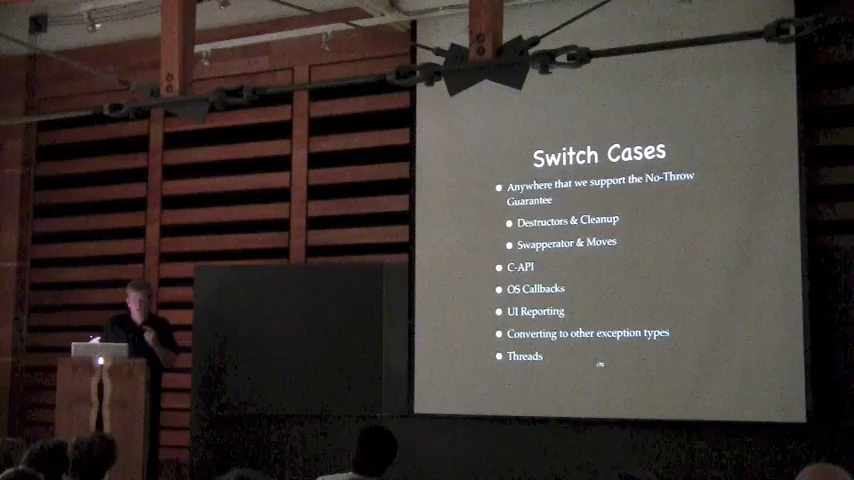 Switch Cases
Anywhere that we support the No-Throw
Guarantee
Destructors & Cleanup
Swapperator & Moves
C-API
OS Callbacks
UI Reporting
Converting to other exception types
Threads